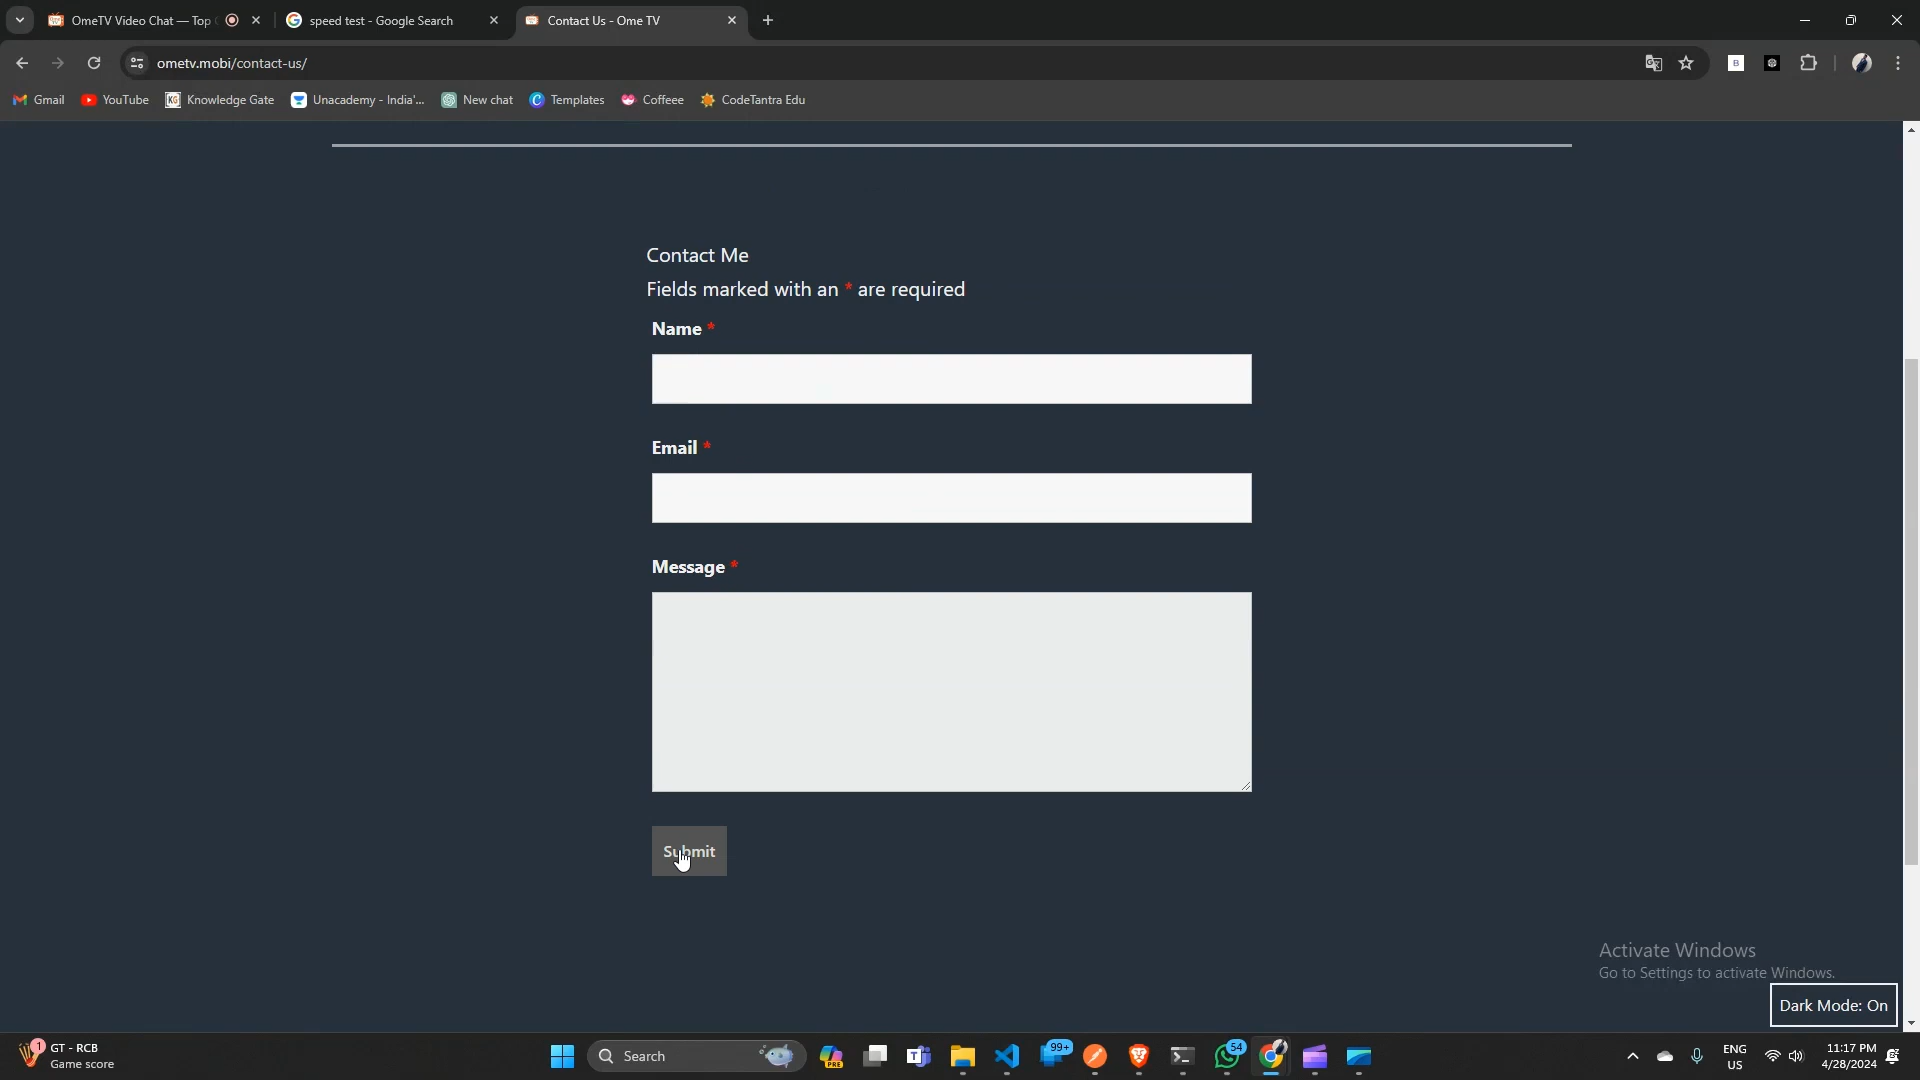 OmeTV Video Chat — Top
speed test - Google Search
Contact Us - Ome TV
ometv.mobi/contact-us/
Gmail
YouTube
KG Knowledge Gate
Unacademy - India'...
New chat
Templates
Coffeee
CodeTantra Edu
Contact Me
Fields marked with an * are required
Name *
Email *
Message *
Submit
Activate Windows
Go to Settings to activate Windows.
Dark Mode: On
1
GT - RCB
Game score
Search
PRE
99+
54
ENG
US
11:17 PM
4/28/2024